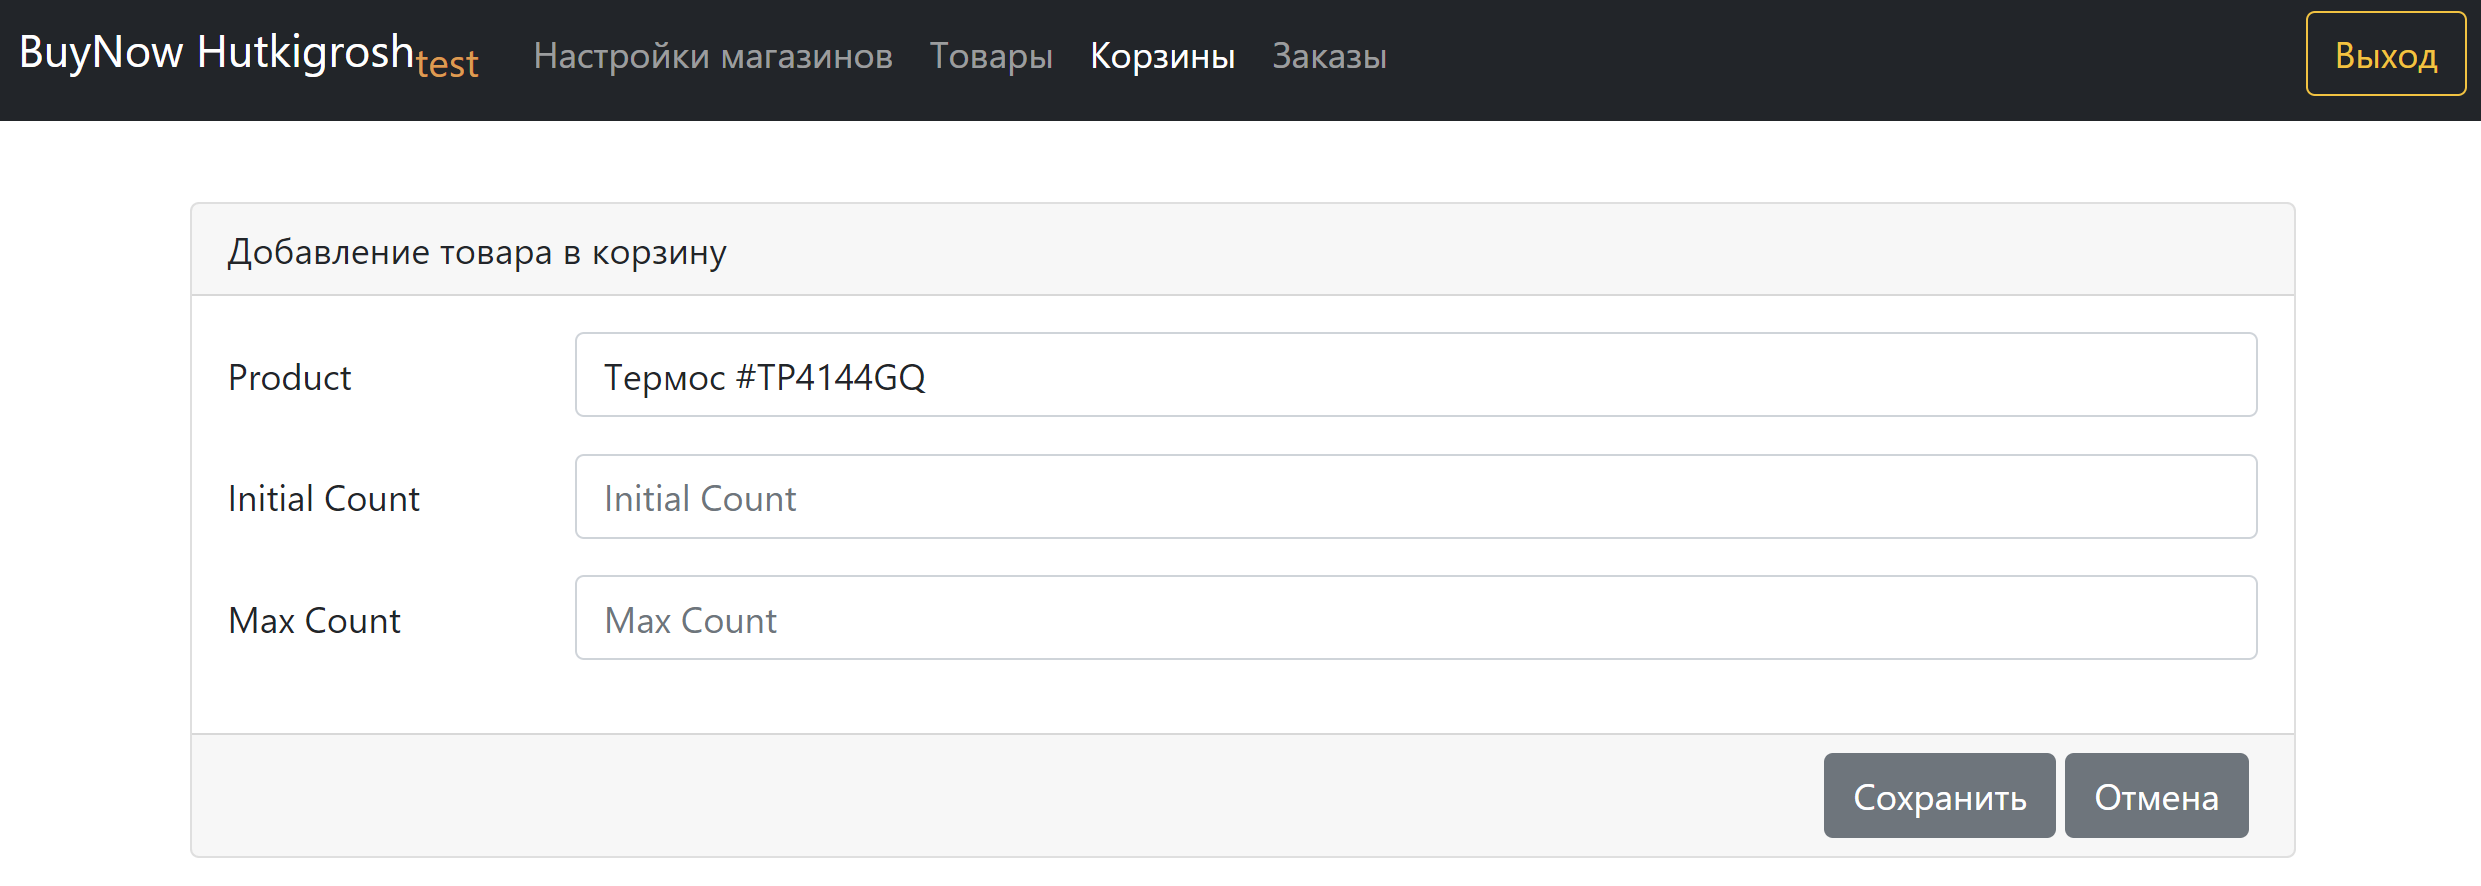 BuyNow Hutkigrosh test Настройки магазинов Товары Корзины Заказы Выход
Добавление товара в корзину
Product Термос #TP4144GQ
Initial Count Initial Count
Max Count Max Count
Сохранить Отмена